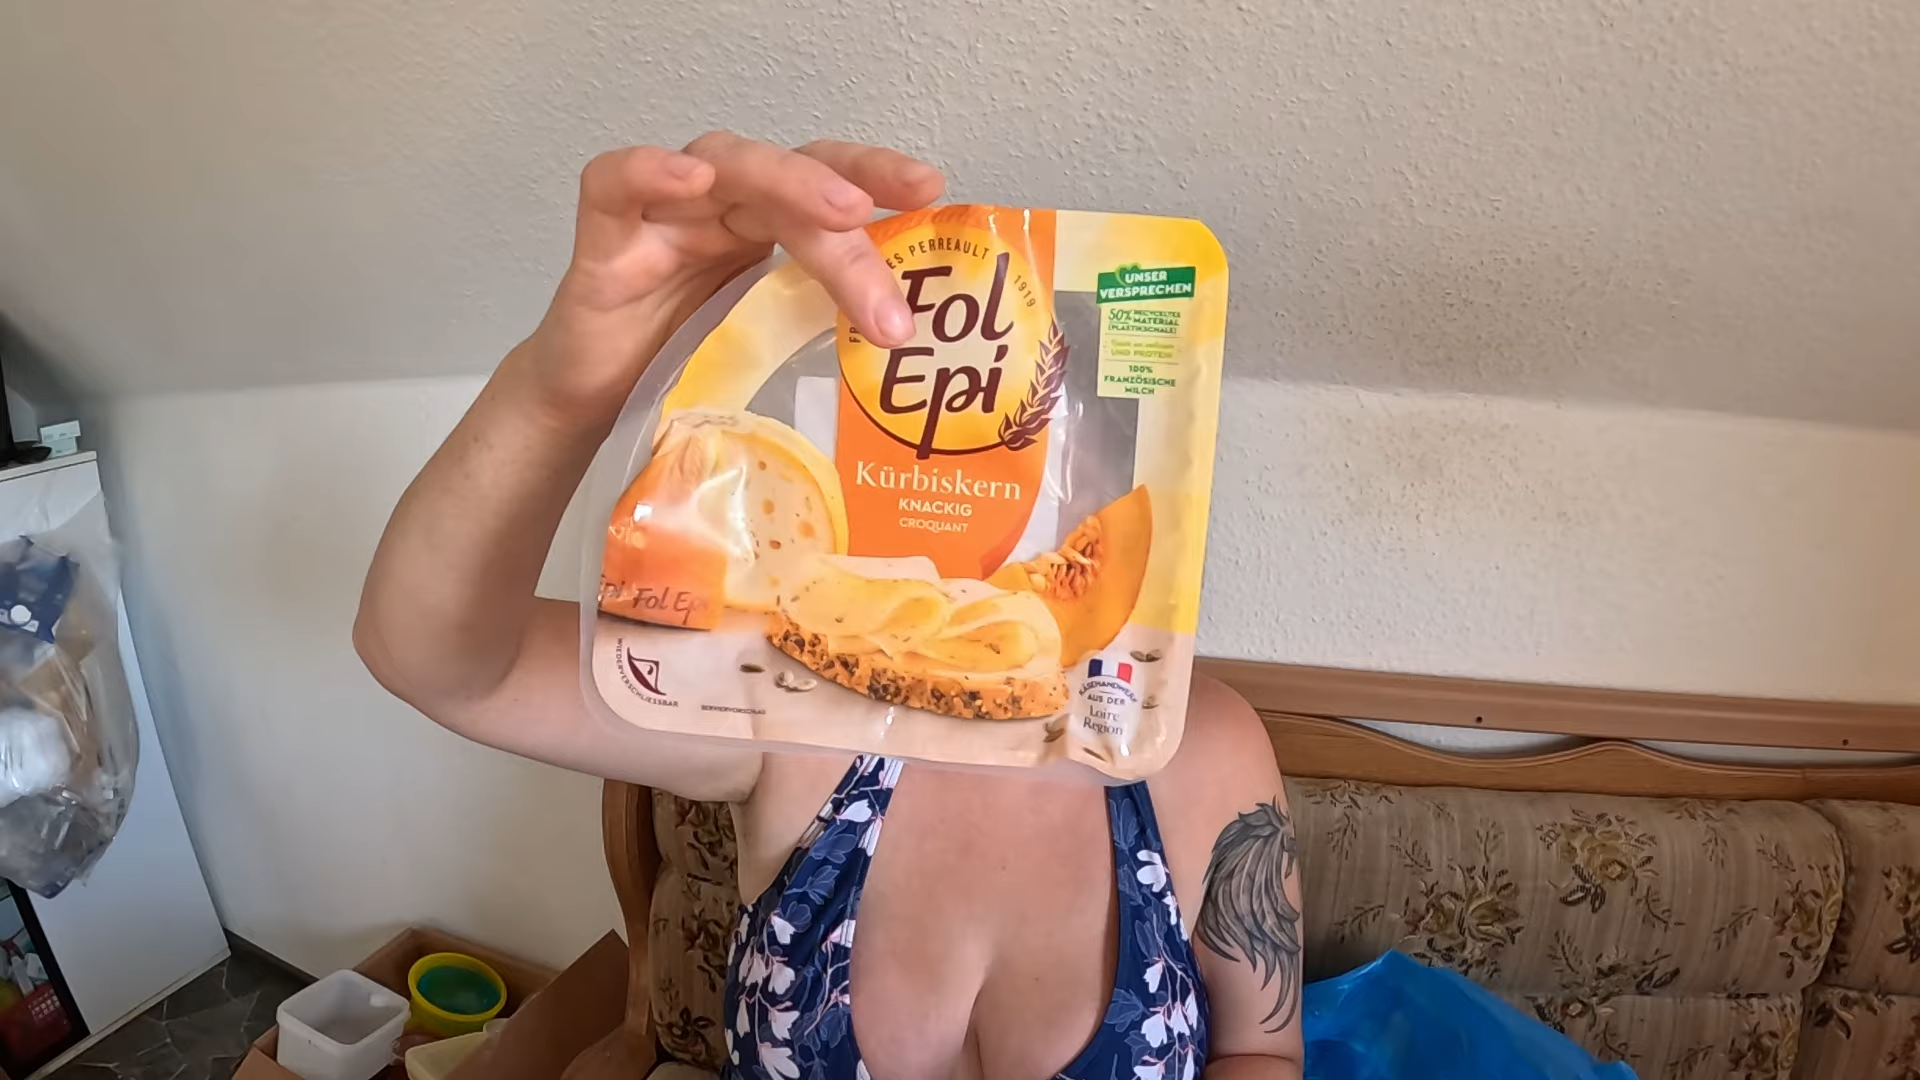 ES PERREAULT
1919
Fol
Epi
Kürbiskern
KNACKIG
CROQUANT
UNSER
VERSPRECHEN
50% RECYCELTES
MATERIAL
(PLASTIKSCHALE)
UND PROTEIN
100%
FRANZÖSISCHE
MILCH
Epi Fol Epi
WIEDERVERSCHLIESSBAR
SERVIERVORSCHLAG
KÄSEHANDWERK
AUS DER
Loire
Region